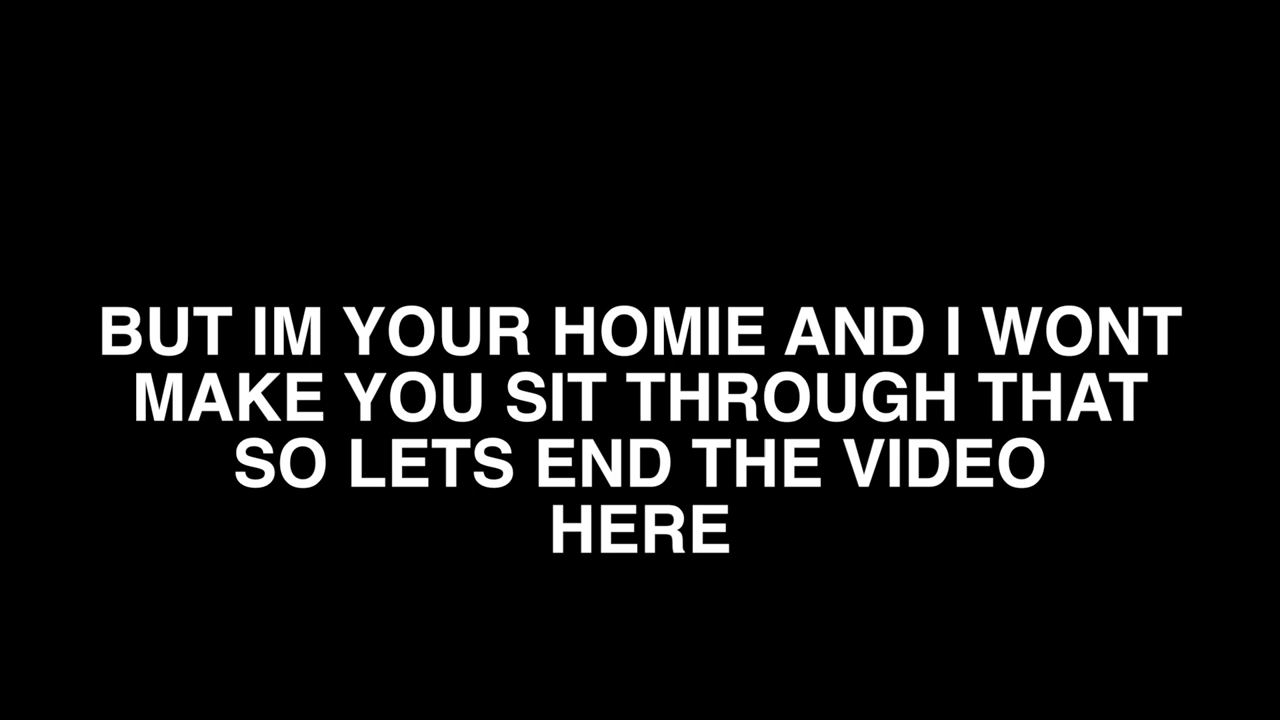 BUT IM YOUR HOMIE AND I WONT
MAKE YOU SIT THROUGH THAT
SO LETS END THE VIDEO
HERE